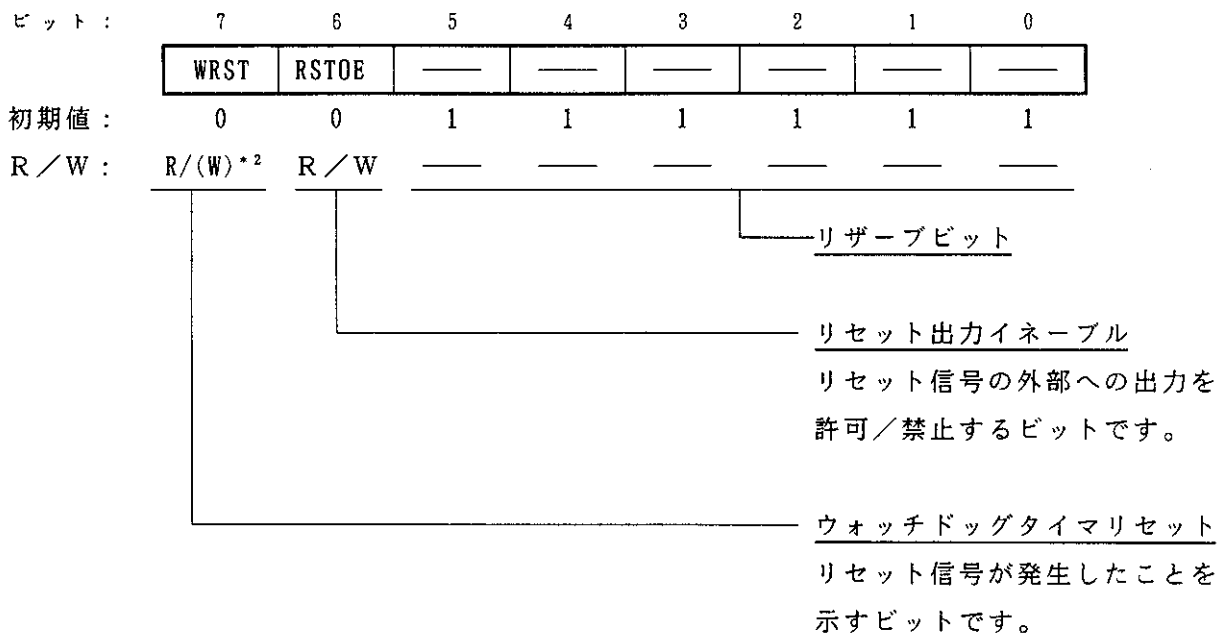 ビット： 7 6 5 4 3 2 1 0
WRST RSTOE — — — — — —
初期値： 0 0 1 1 1 1 1 1
R／W： R/(W)*2 R／W — — — — — —
リザーブビット
リセット出力イネーブル
リセット信号の外部への出力を
許可／禁止するビットです。
ウォッチドッグタイマリセット
リセット信号が発生したことを
示すビットです。